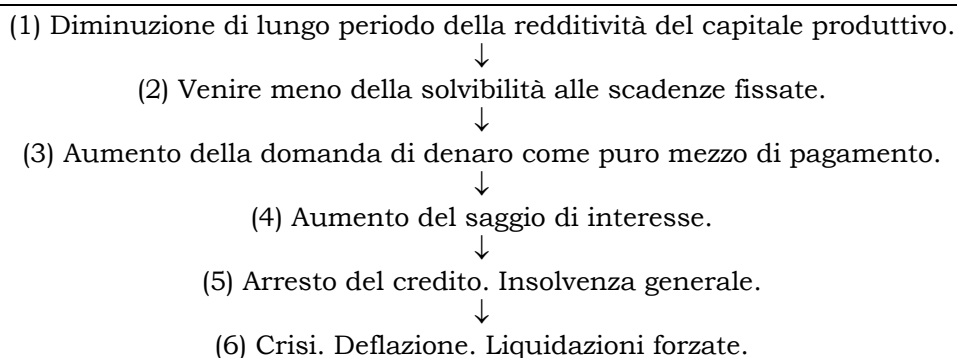 (1) Diminuzione di lungo periodo della redditività del capitale produttivo.
↓
(2) Venire meno della solvibilità alle scadenze fissate.
↓
(3) Aumento della domanda di denaro come puro mezzo di pagamento.
↓
(4) Aumento del saggio di interesse.
↓
(5) Arresto del credito. Insolvenza generale.
↓
(6) Crisi. Deflazione. Liquidazioni forzate.